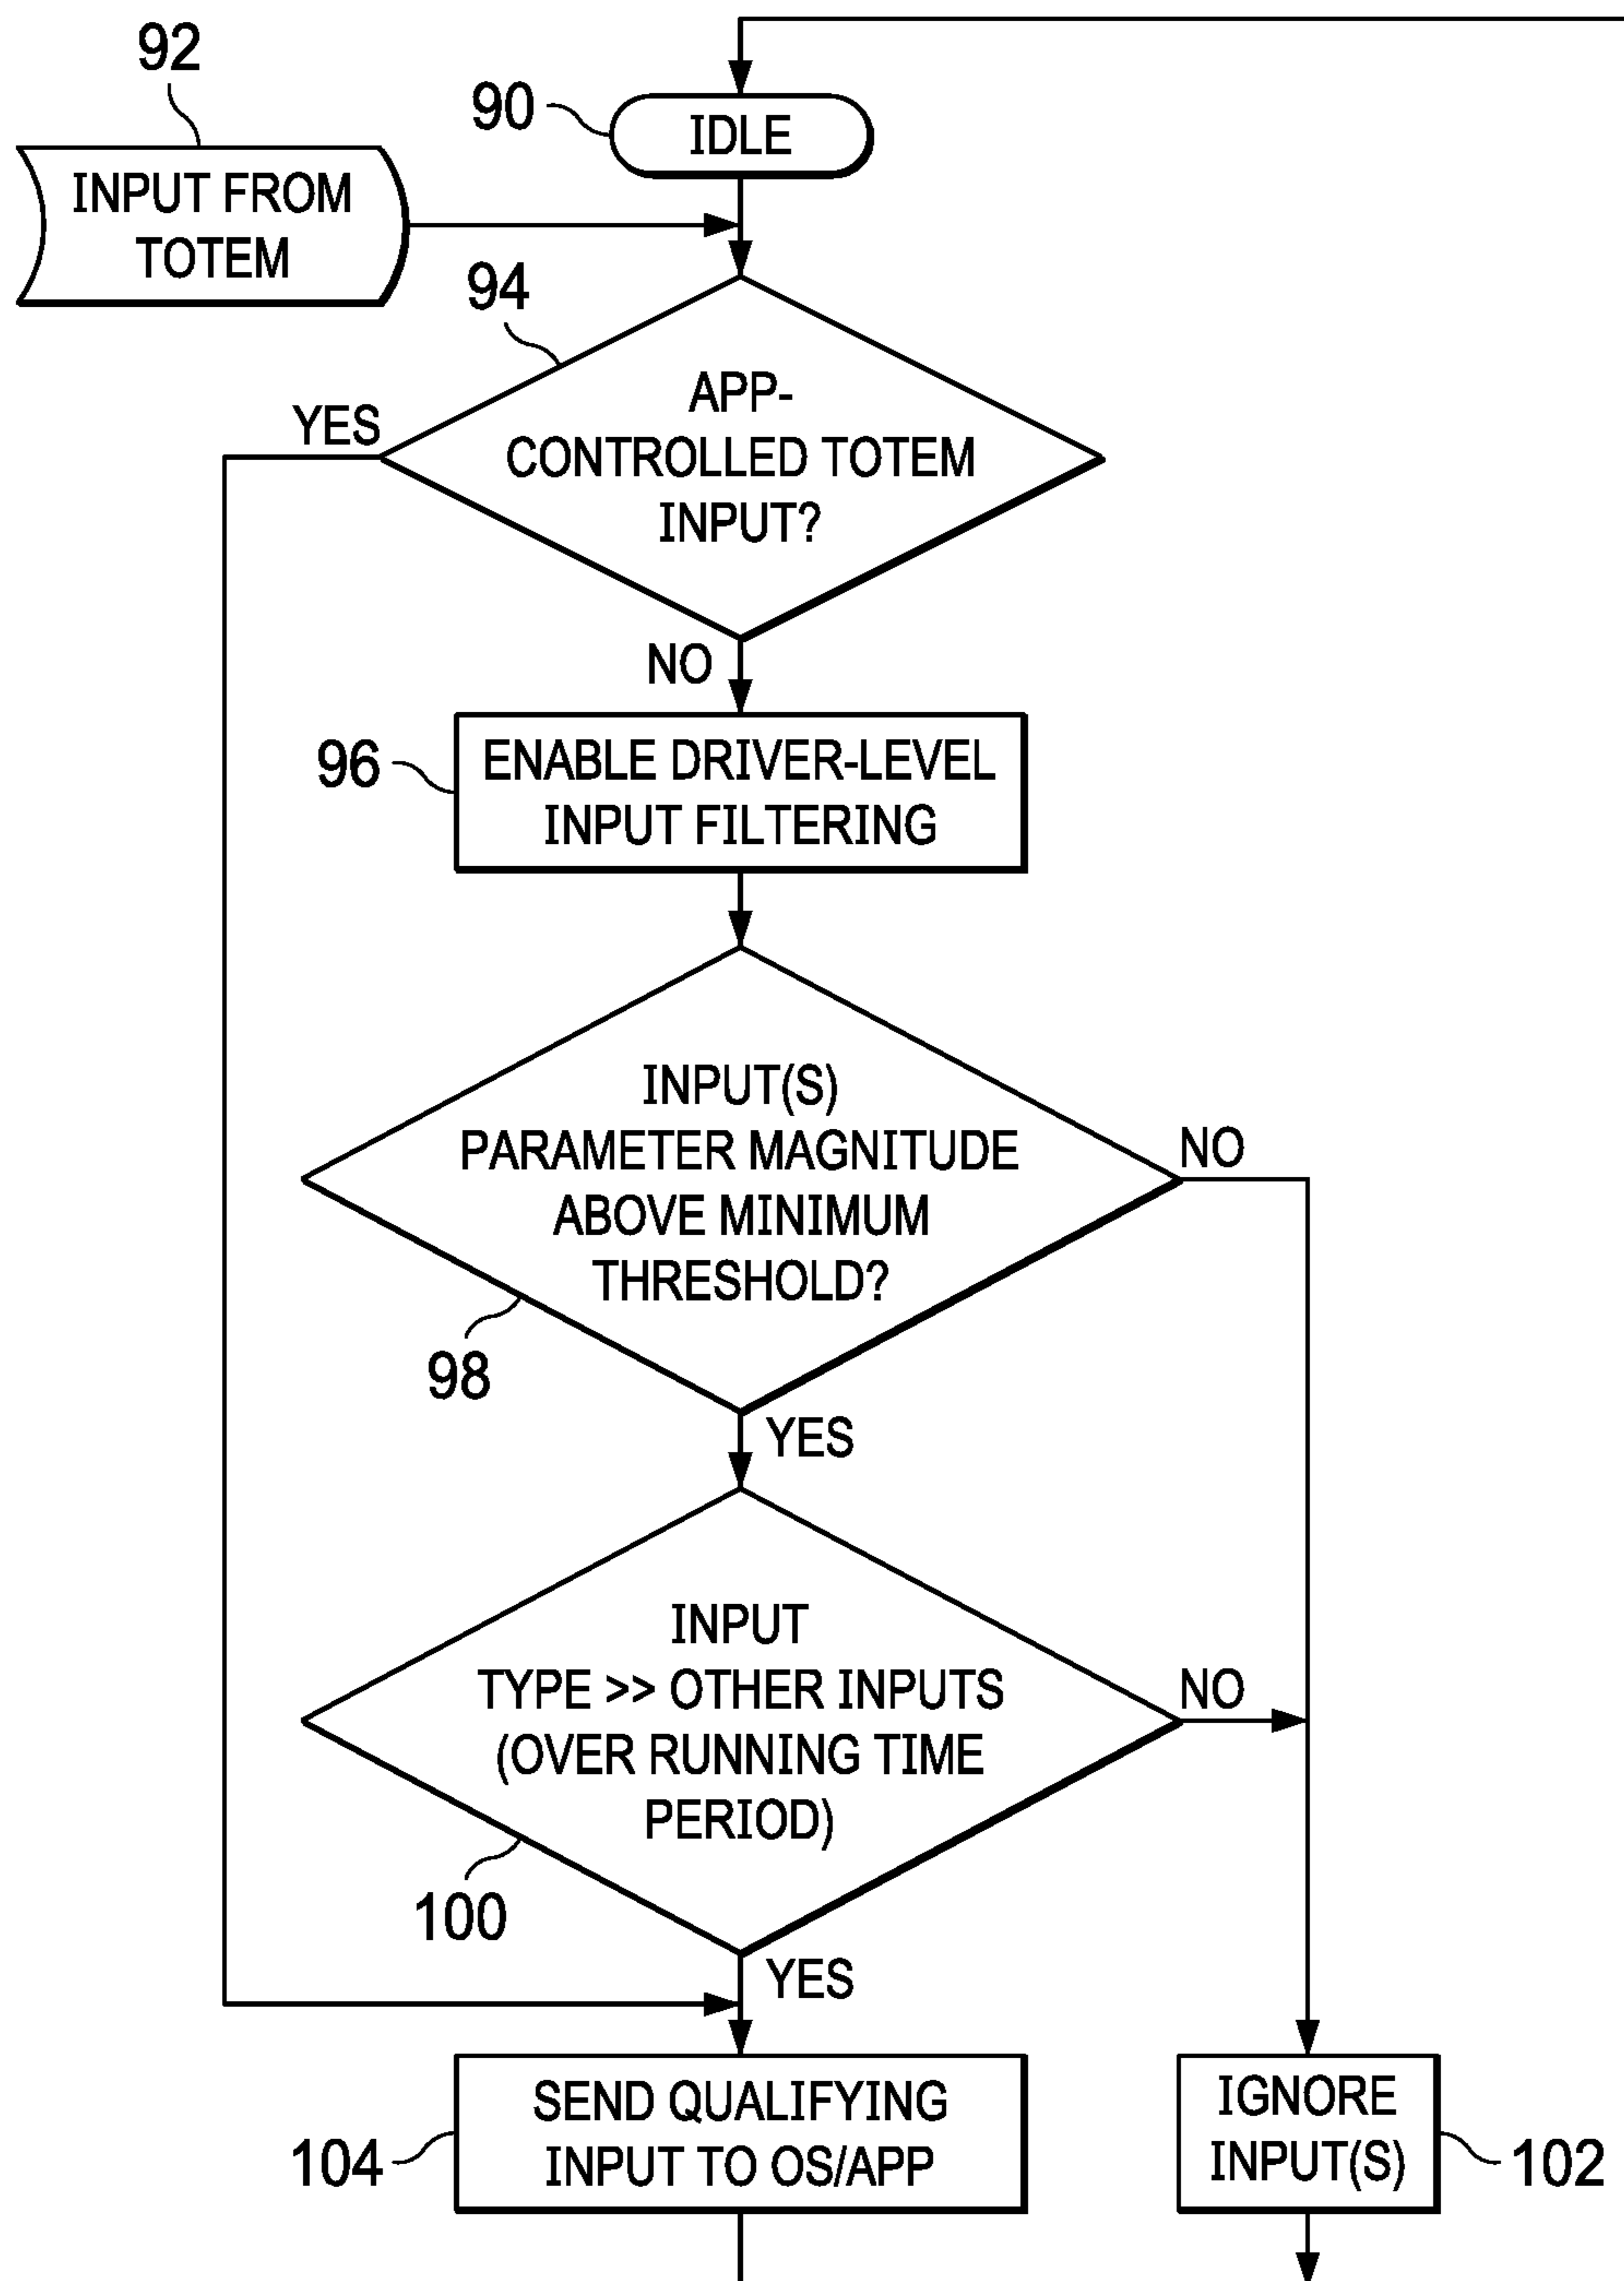 92
90
IDLE
INPUT FROM
TOTEM
94
APP-
YES
CONTROLLED TOTEM
INPUT?
NO
96
ENABLE DRIVER-LEVEL
INPUT FILTERING
INPUT(S)
PARAMETER MAGNITUDE
NO
ABOVE MINIMUM
THRESHOLD?
98
YES
INPUT
TYPE >> OTHER INPUTS
NO
(OVER RUNNING TIME
PERIOD)
100
YES
SEND QUALIFYING
INPUT TO OS/APP
104
IGNORE
INPUT(S)
102